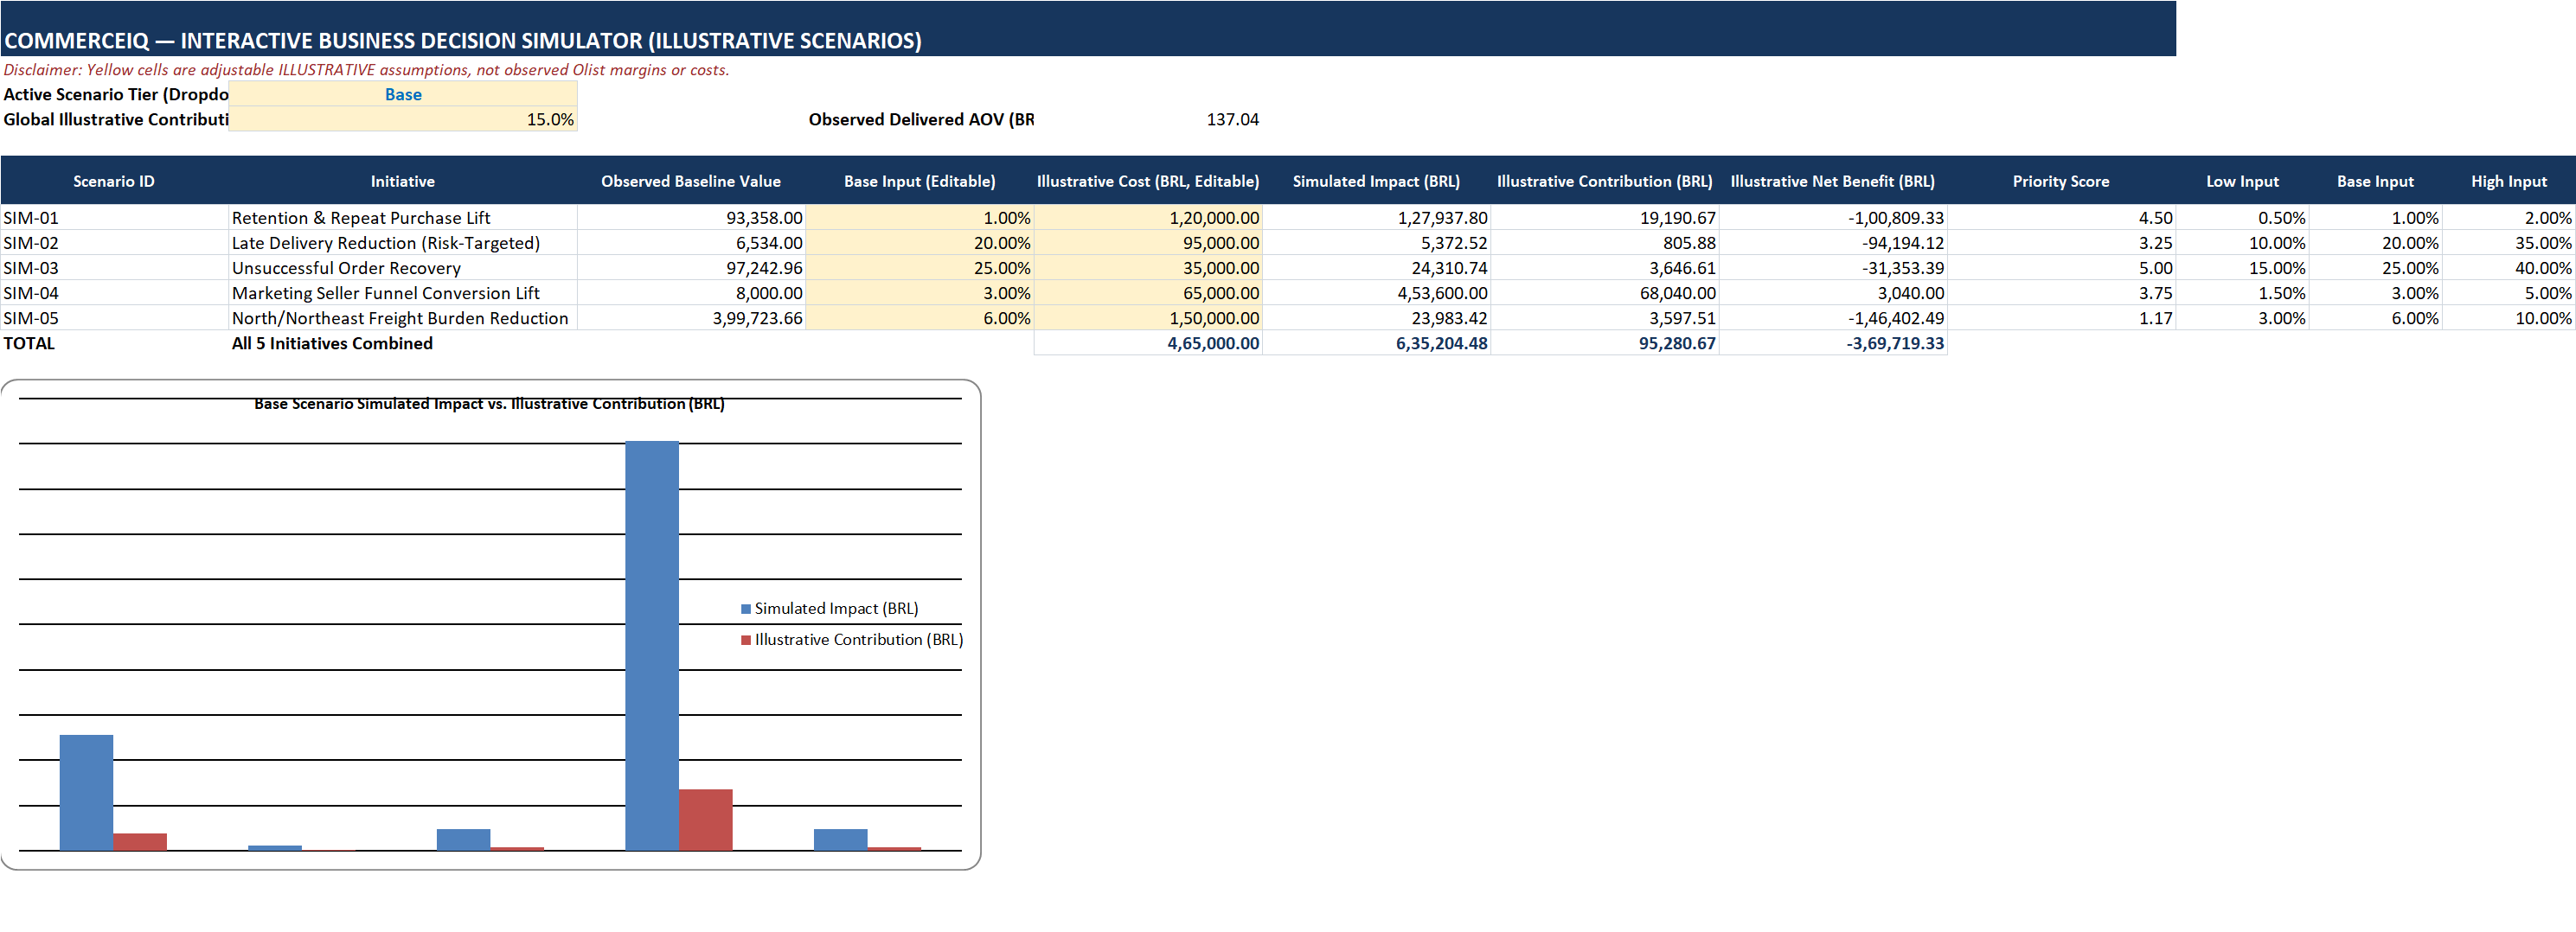 COMMERCEIQ — INTERACTIVE BUSINESS DECISION SIMULATOR (ILLUSTRATIVE SCENARIOS)
Disclaimer: Yellow cells are adjustable ILLUSTRATIVE assumptions, not observed Olist margins or costs.
Active Scenario Tier (Dropdo Base
Global Illustrative Contributi 15.0% Observed Delivered AOV (BR 137.04
Scenario ID Initiative Observed Baseline Value Base Input (Editable) Illustrative Cost (BRL, Editable) Simulated Impact (BRL) Illustrative Contribution (BRL) Illustrative Net Benefit (BRL) Priority Score Low Input Base Input High Input
SIM-01 Retention & Repeat Purchase Lift 93,358.00 1.00% 1,20,000.00 1,27,937.80 19,190.67 -1,00,809.33 4.50 0.50% 1.00% 2.00%
SIM-02 Late Delivery Reduction (Risk-Targeted) 6,534.00 20.00% 95,000.00 5,372.52 805.88 -94,194.12 3.25 10.00% 20.00% 35.00%
SIM-03 Unsuccessful Order Recovery 97,242.96 25.00% 35,000.00 24,310.74 3,646.61 -31,353.39 5.00 15.00% 25.00% 40.00%
SIM-04 Marketing Seller Funnel Conversion Lift 8,000.00 3.00% 65,000.00 4,53,600.00 68,040.00 3,040.00 3.75 1.50% 3.00% 5.00%
SIM-05 North/Northeast Freight Burden Reduction 3,99,723.66 6.00% 1,50,000.00 23,983.42 3,597.51 -1,46,402.49 1.17 3.00% 6.00% 10.00%
TOTAL All 5 Initiatives Combined 4,65,000.00 6,35,204.48 95,280.67 -3,69,719.33
Base Scenario Simulated Impact vs. Illustrative Contribution (BRL)
Simulated Impact (BRL)
Illustrative Contribution (BRL)